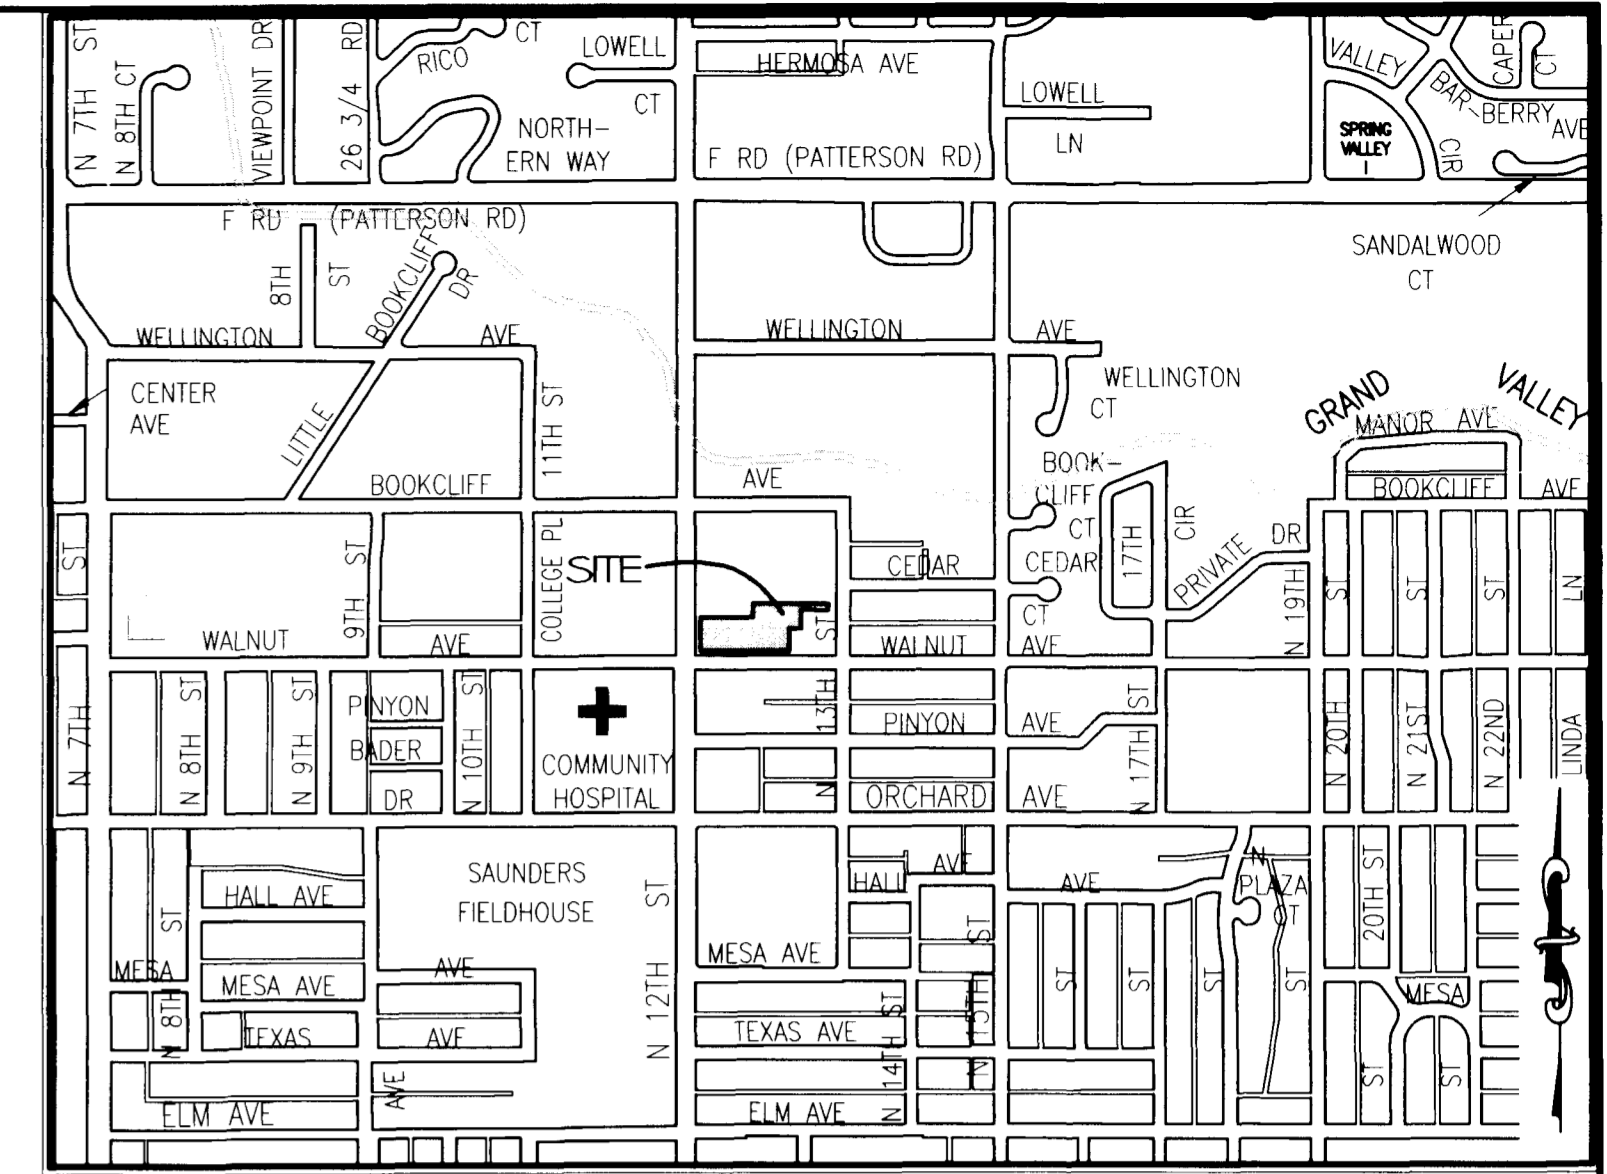 N 7TH ST
N 8TH CT
VIEWPOINT DR
26 3/4 RD
RICO
CT
LOWELL
CT
NORTH-
ERN WAY
HERMOSA AVE
F RD (PATTERSON RD)
LOWELL
LN
VALLEY
CIR
SPRING
VALLEY
I
CAPER
CT
BAR-BERRY
AVE
SANDALWOOD
CT
F RD (PATTERSON RD)
8TH
ST
BOOKCLIFF
DR
WELLINGTON
AVE
WELLINGTON
AVE
WELLINGTON
CT
CENTER
AVE
LITTLE
BOOKCLIFF
11TH ST
AVE
BOOK-
CLIFF
CT
GRAND
VALLEY
MANOR AVE
BOOKCLIFF
AVE
ST
9TH ST
COLLEGE PL
SITE
CEDAR
CEDAR
CT
17TH
CIR
PRIVATE
DR
N 19TH
ST
ST
ST
LN
WALNUT
AVE
ST
WALNUT
AVE
N 7TH
N 8TH ST
N 9TH ST
PINYON
BADER
DR
N 10TH ST
COMMUNITY
HOSPITAL
N 13TH
PINYON
AVE
ST
N 17TH
ORCHARD
AVE
N 20TH
N 21ST
N 22ND
LINDA
SAUNDERS
FIELDHOUSE
N 12TH ST
HALL AVE
ST
HALL
AVE
AVE
N
PLAZA
CT
20TH ST
MESA
MESA AVE
AVE
MESA AVE
ST
ST
ST
ST
ST
MESA
N 8TH
TEXAS
AVE
TEXAS AVE
N 14TH ST
N 15TH
ST
ST
ELM AVE
AVE
ELM AVE